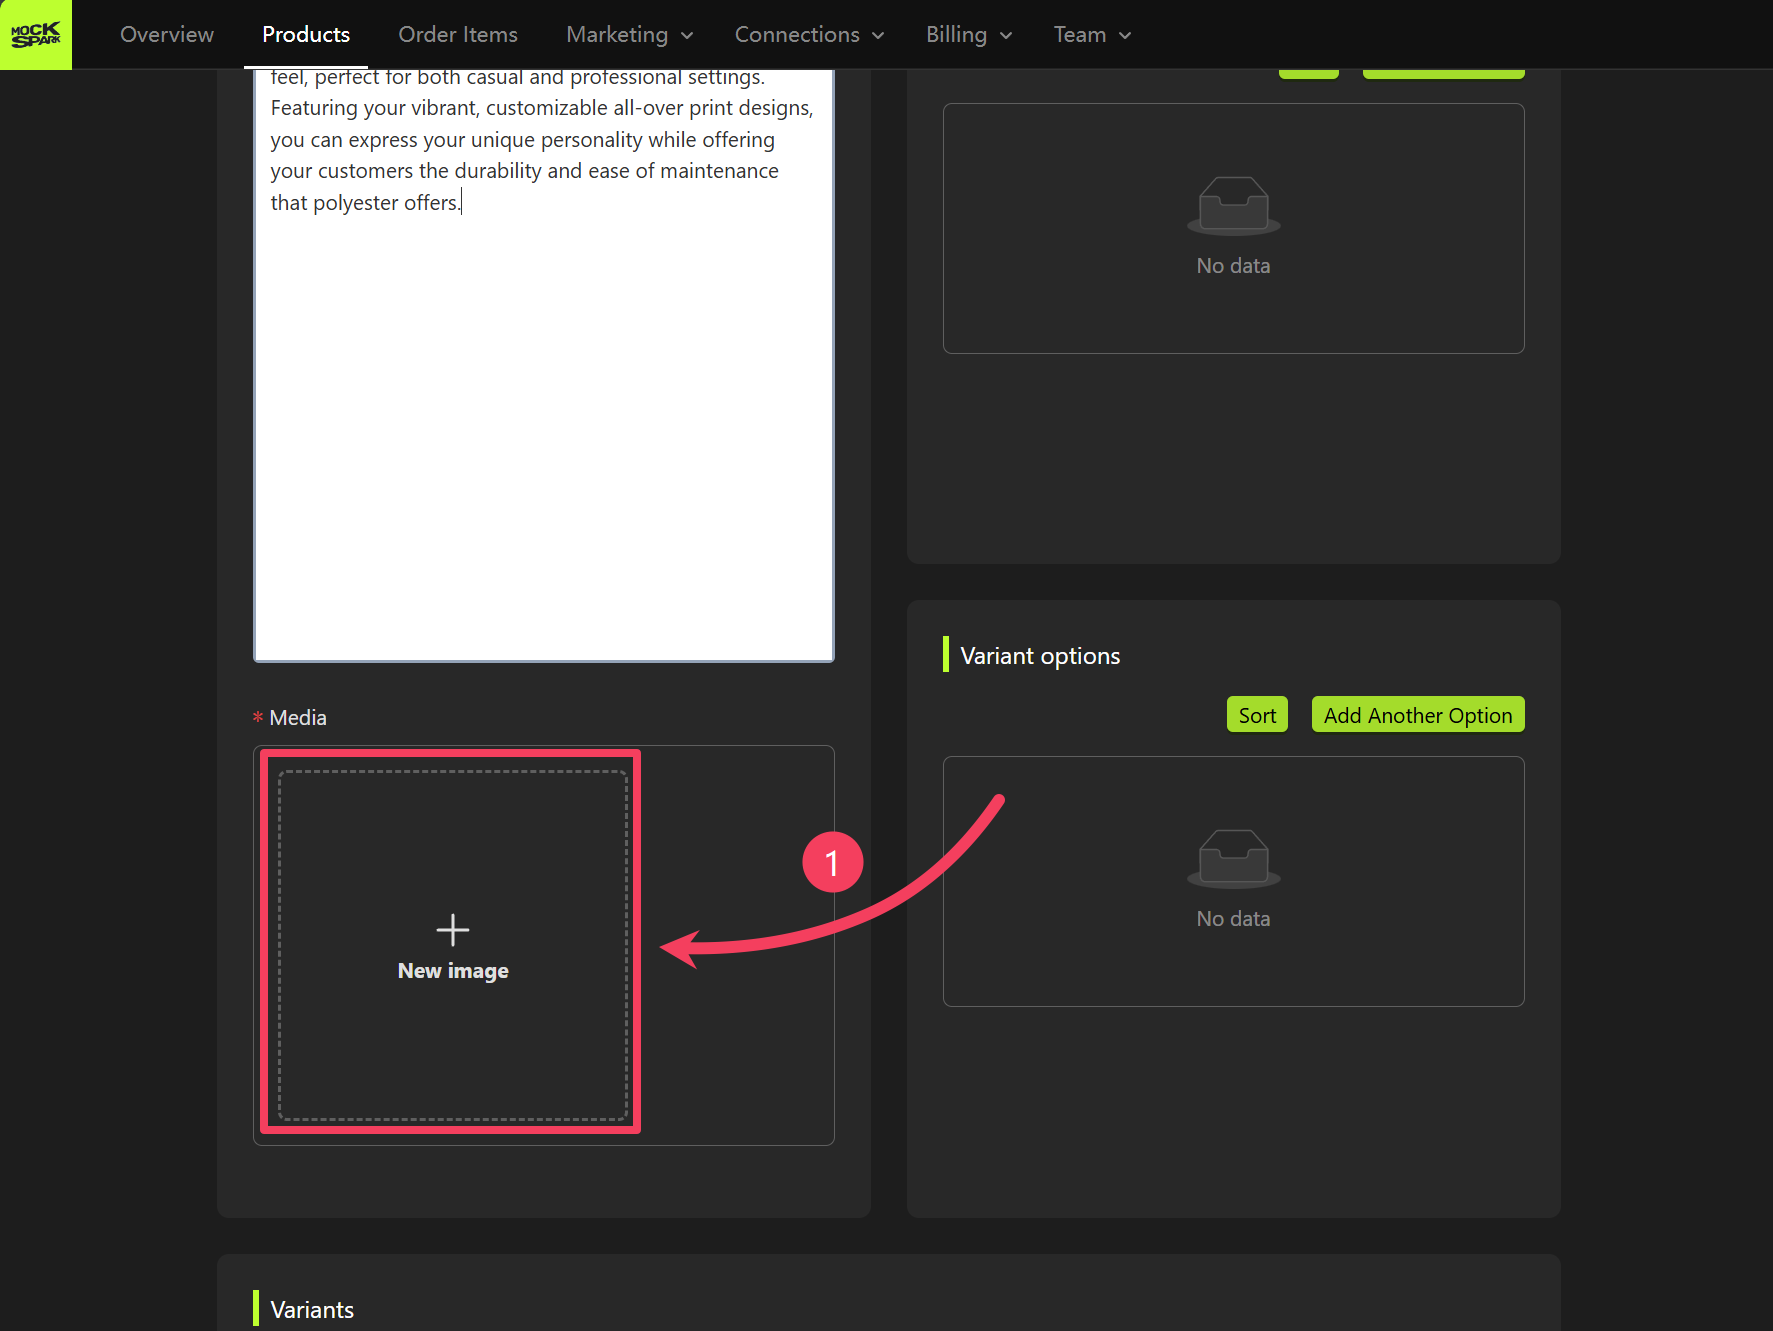 MOCK
SPARK
Overview
Products
Order Items
Marketing
Connections
Billing
Team
feel, perfect for both casual and professional settings.
Featuring your vibrant, customizable all-over print designs,
you can express your unique personality while offering
your customers the durability and ease of maintenance
that polyester offers.
No data
* Media
New image
1
Variant options
Sort
Add Another Option
No data
Variants